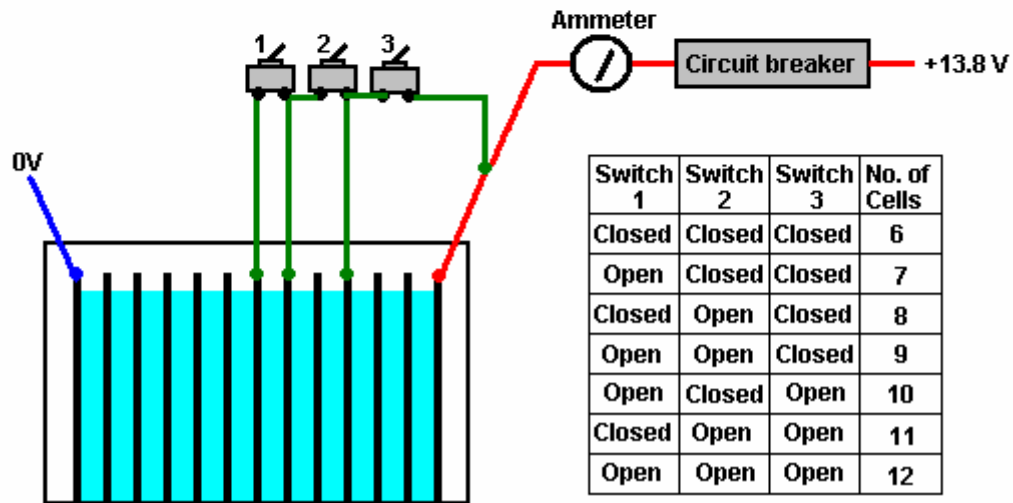 Ammeter
1 2 3
Circuit breaker
+13.8 V
0V
Switch Switch Switch No. of
1 2 3 Cells
Closed Closed Closed 6
Open Closed Closed 7
Closed Open Closed 8
Open Open Closed 9
Open Closed Open 10
Closed Open Open 11
Open Open Open 12